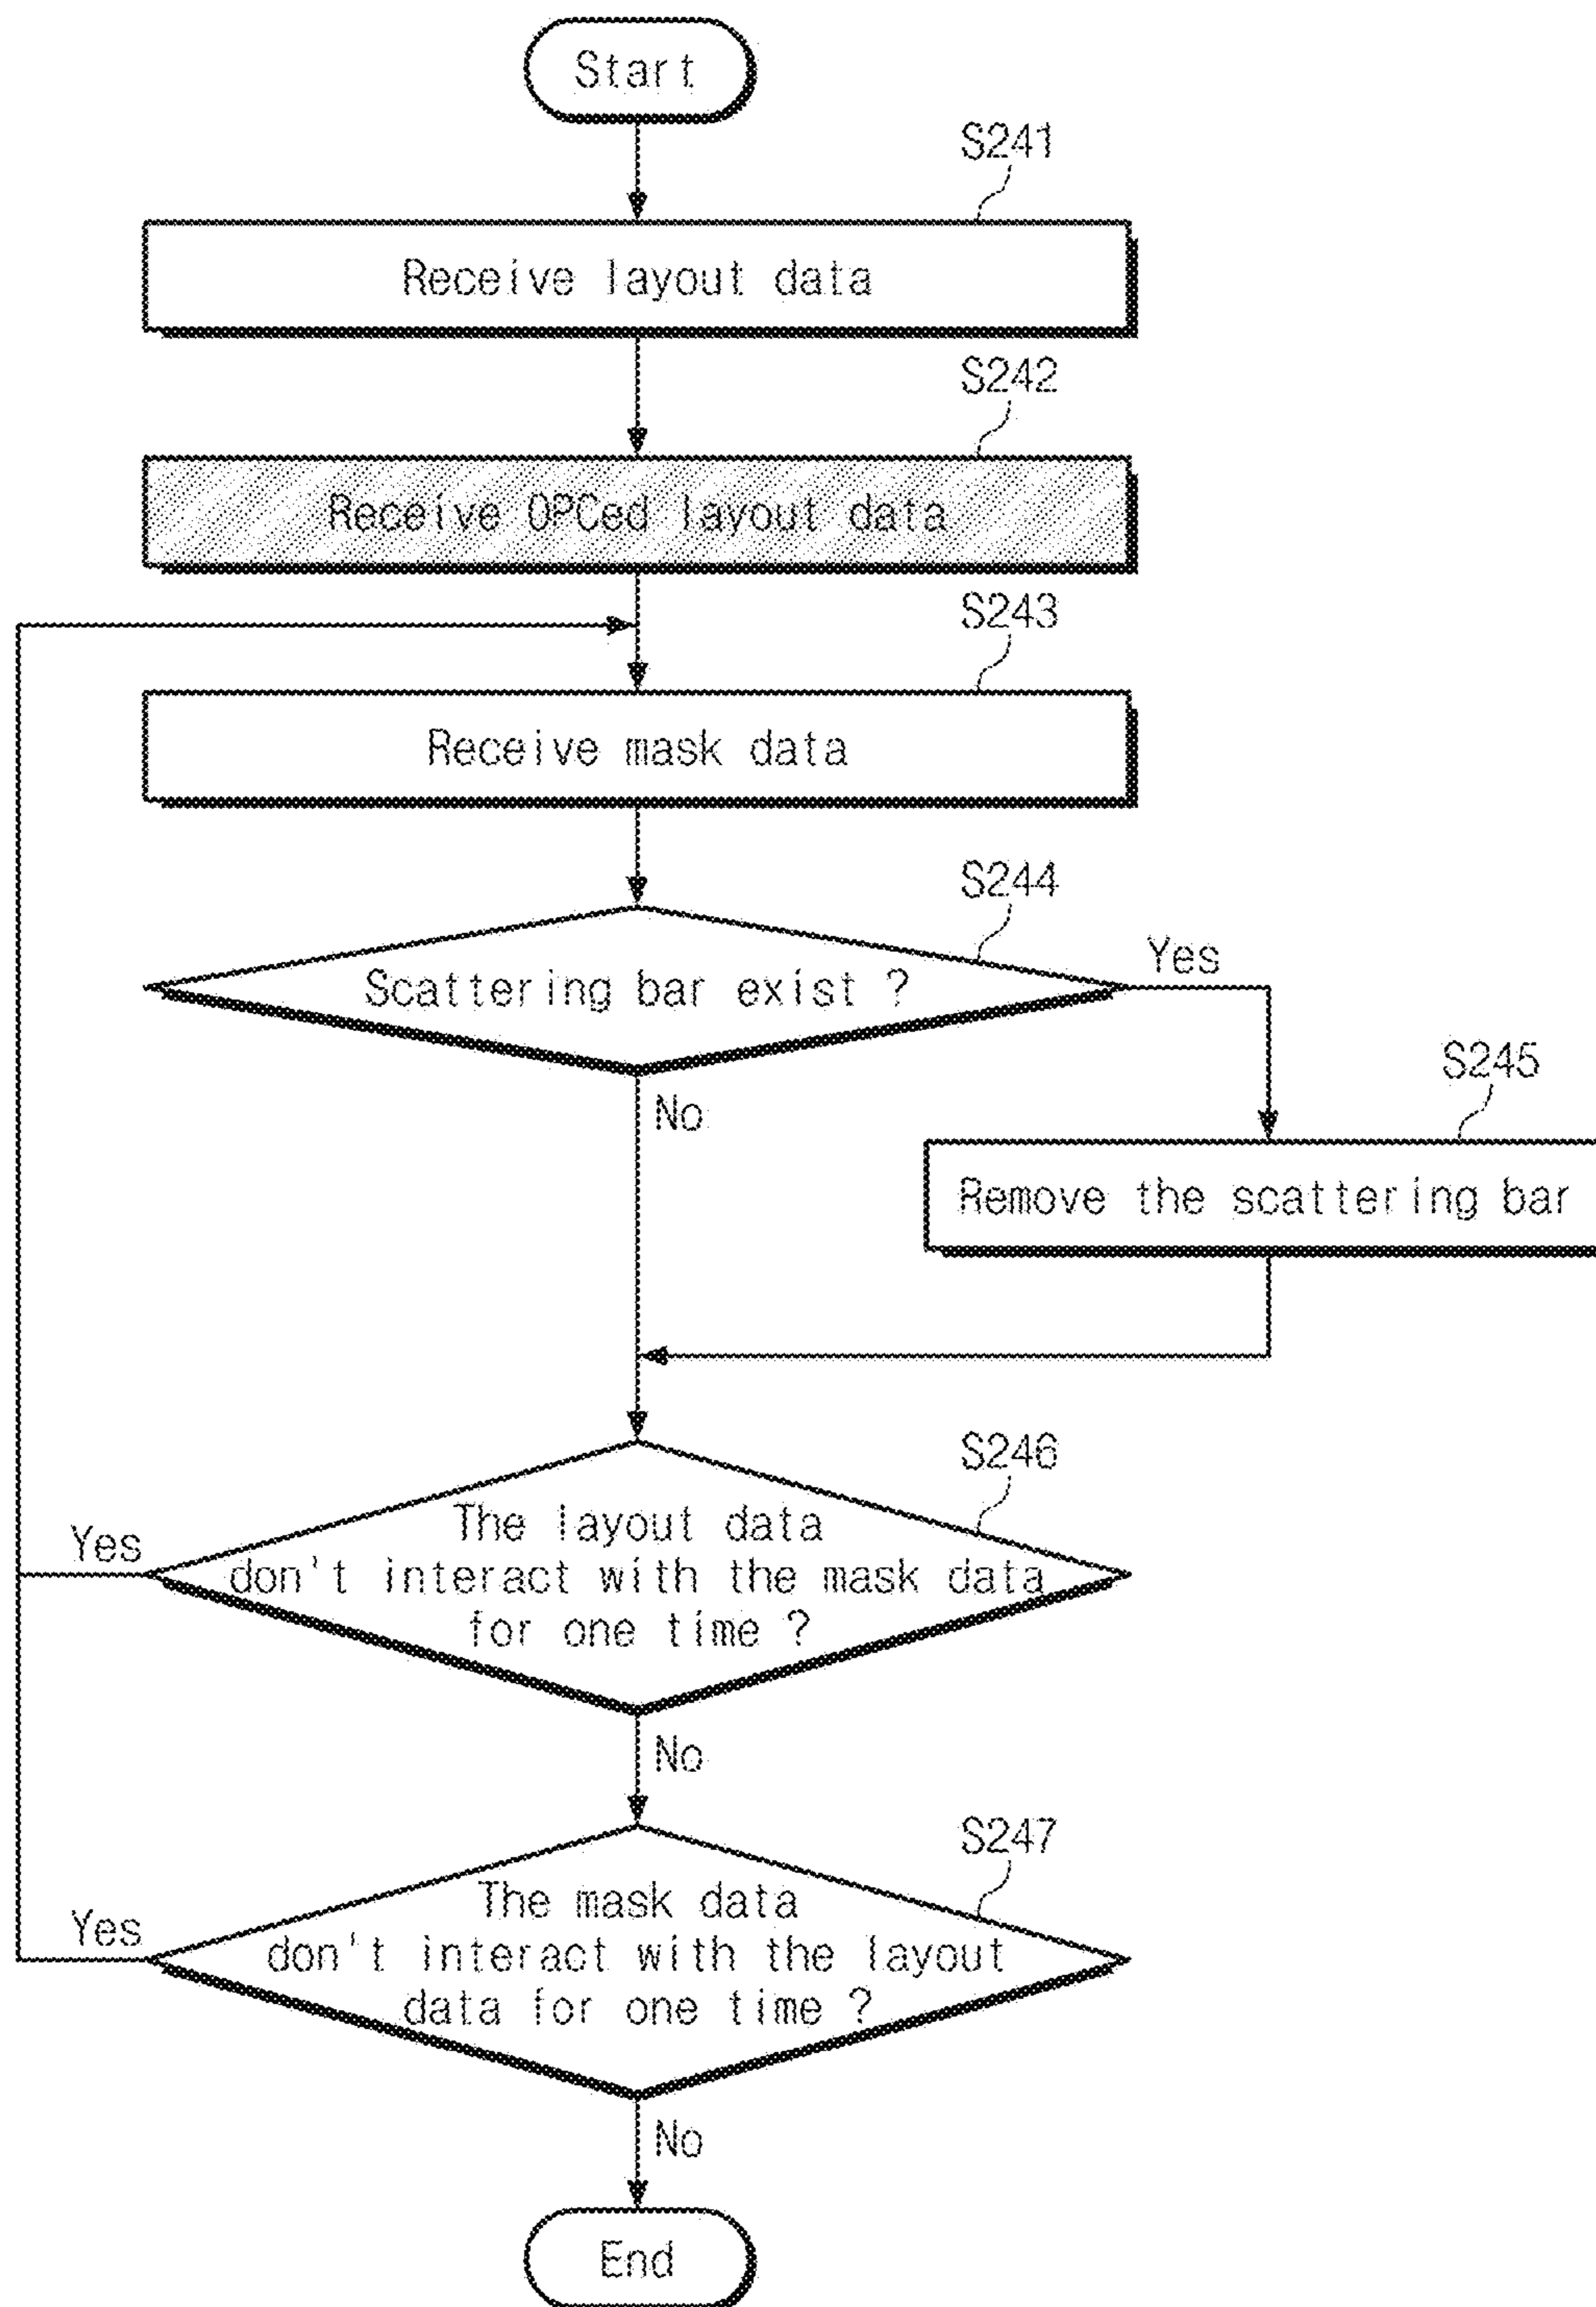 Start
S241
Receive layout data
S242
Receive OPCed layout data
S243
Receive mask data
S244
Scattering bar exist ?
Yes
No
S245
Remove the scattering bar
S246
The layout data
don't interact with the mask data
for one time ?
Yes
No
S247
The mask data
don't interact with the layout
data for one time ?
Yes
No
End